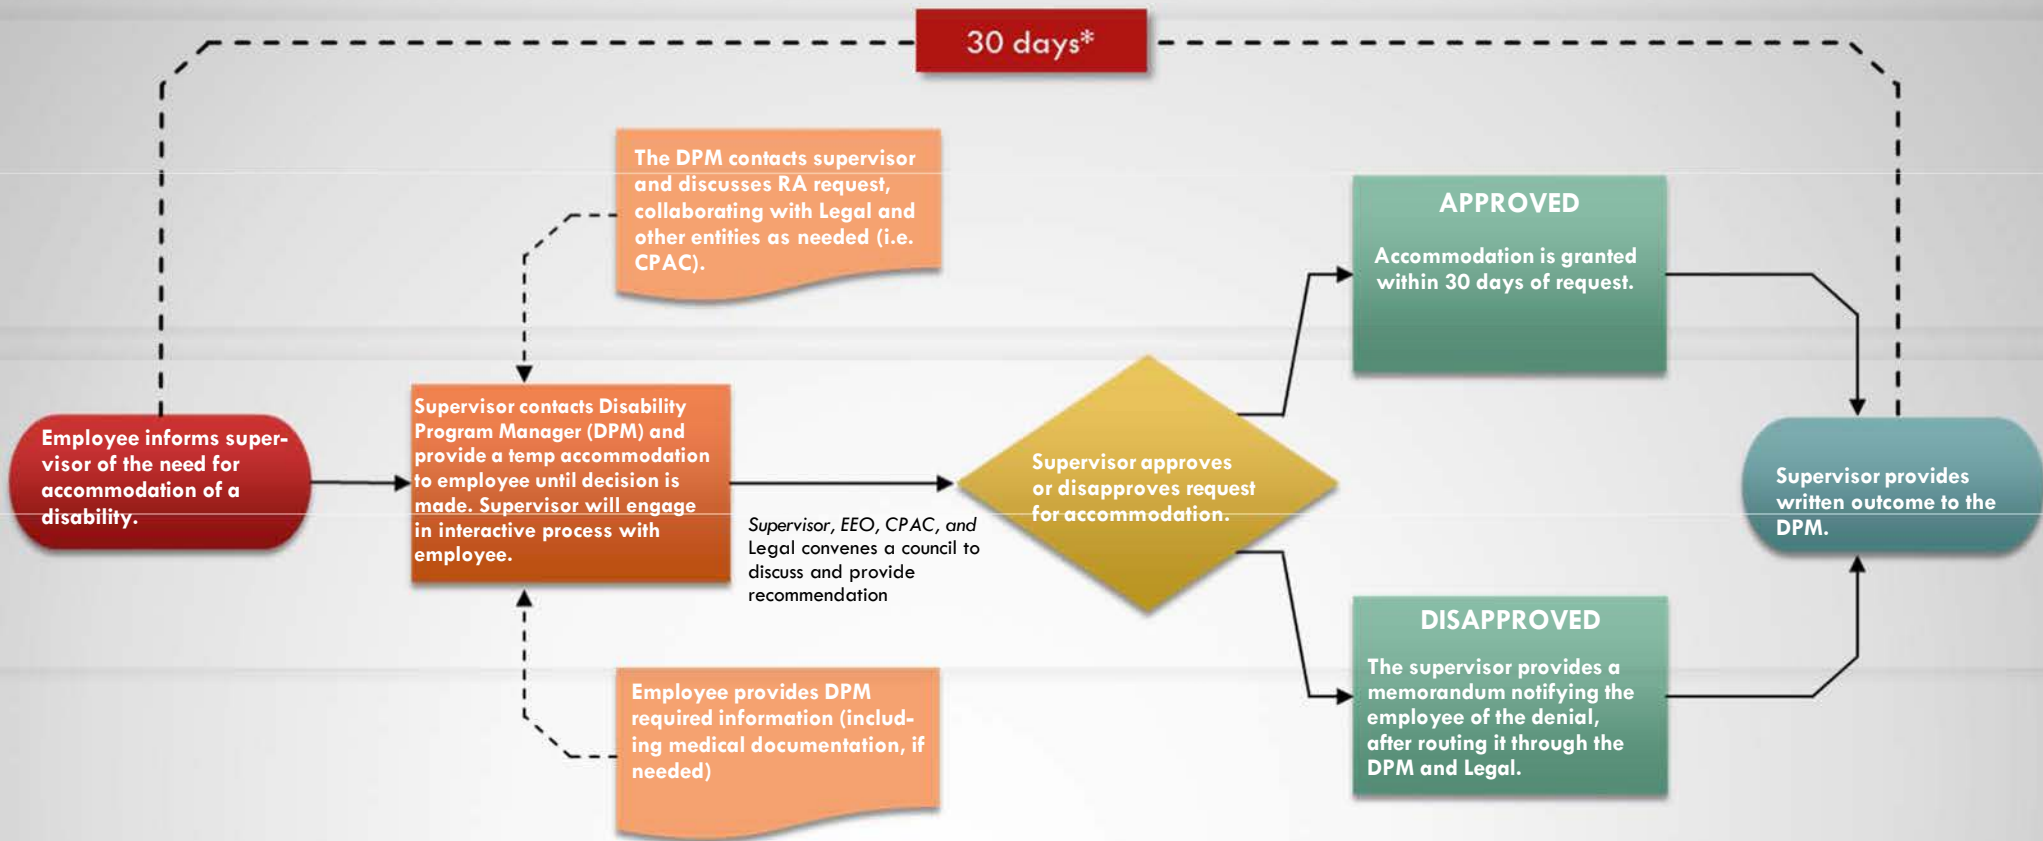 30 days*
The DPM contacts supervisor
and discusses RA request,
collaborating with Legal and
other entities as needed (i.e.
CPAC).
Employee informs super-
visor of the need for
accommodation of a
disability.
Supervisor contacts Disability
Program Manager (DPM) and
provide a temp accommodation
to employee until decision is
made. Supervisor will engage
in interactive process with
employee.
Employee provides DPM
required information (includ-
ing medical documentation, if
needed)
Supervisor, EEO, CPAC, and
Legal convenes a council to
discuss and provide
recommendation
Supervisor approves
or disapproves request
for accommodation.
APPROVED
Accommodation is granted
within 30 days of request.
DISAPPROVED
The supervisor provides a
memorandum notifying the
employee of the denial,
after routing it through the
DPM and Legal.
Supervisor provides
written outcome to the
DPM.